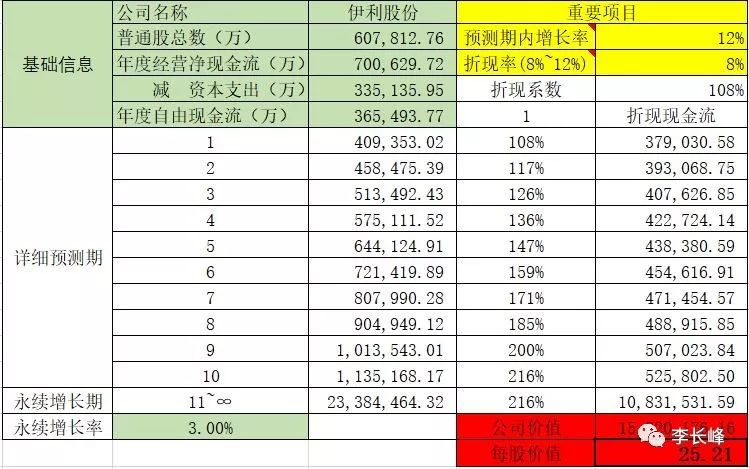 公司名称 伊利股份 重要项目
基础信息 普通股总数（万） 607,812.76 预测期内增长率 12%
年度经营净现金流（万） 700,629.72 折现率(8%~12%) 8%
减 资本支出（万） 335,135.95 折现系数 108%
年度自由现金流（万） 365,493.77 1 折现现金流
详细预测期 1 409,353.02 108% 379,030.58
2 458,475.39 117% 393,068.75
3 513,492.43 126% 407,626.85
4 575,111.52 136% 422,724.14
5 644,124.91 147% 438,380.59
6 721,419.89 159% 454,616.91
7 807,990.28 171% 471,454.57
8 904,949.12 185% 488,915.85
9 1,013,543.01 200% 507,023.84
10 1,135,168.17 216% 525,802.50
永续增长期 11~∞ 23,384,464.32 216% 10,831,531.59
永续增长率 3.00% 公司价值
每股价值 25.21
李长峰